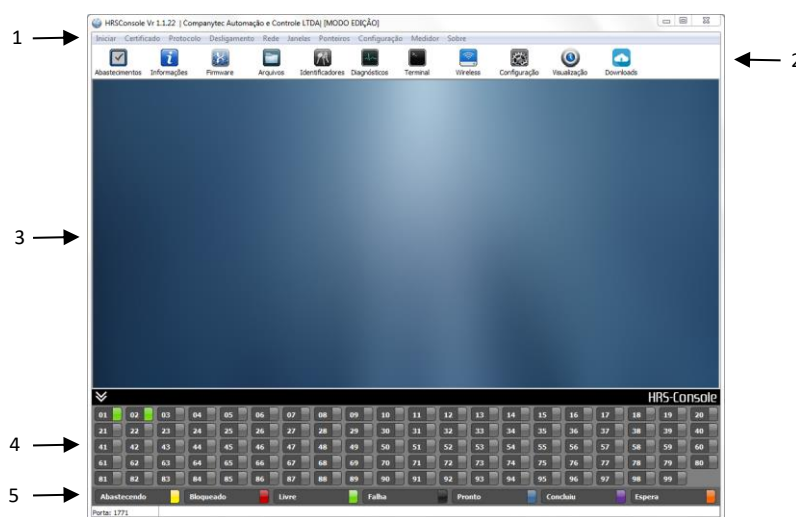 HRSConsole Vr 1.1.22 | Companytec Automação e Controle LTDA| [MODO EDIÇÃO]
1
Iniciar Certificado Protocolo Desligamento Rede Janelas Ponteiros Configuração Medidor Sobre
2
Abastecimentos Informações Firmware Arquivos Identificadores Diagnósticos Terminal Wireless Configuração Visualização Downloads
3
HRS-Console
01 02 03 04 05 06 07 08 09 10 11 12 13 14 15 16 17 18 19 20
21 22 23 24 25 26 27 28 29 30 31 32 33 34 35 36 37 38 39 40
4
41 42 43 44 45 46 47 48 49 50 51 52 53 54 55 56 57 58 59 60
61 62 63 64 65 66 67 68 69 70 71 72 73 74 75 76 77 78 79 80
81 82 83 84 85 86 87 88 89 90 91 92 93 94 95 96 97 98 99
5
Abastecendo Bloqueado Livre Falha Pronto Concluiu Espera
Porta: 1771